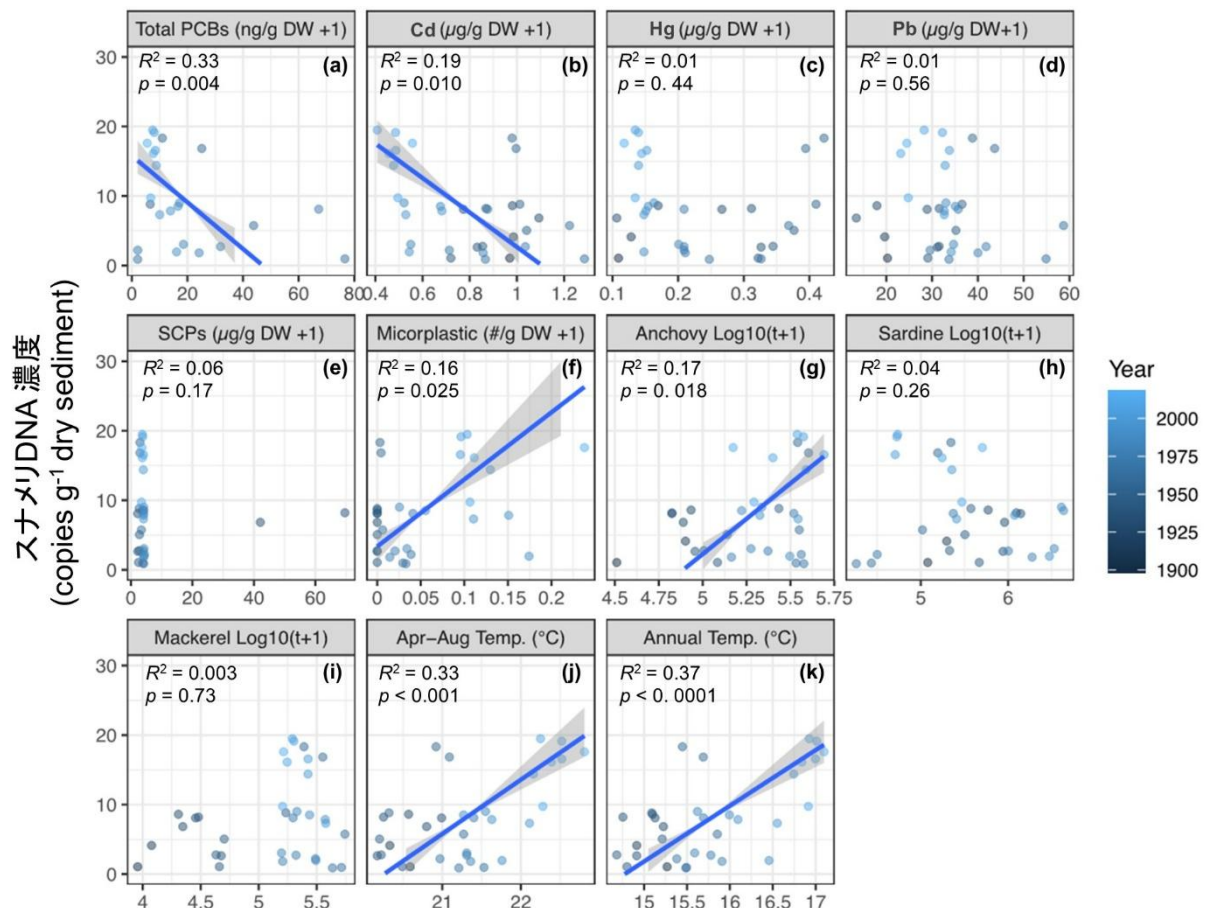 スナメリDNA 濃度
(copies g⁻¹ dry sediment)
Total PCBs (ng/g DW +1)
R² = 0.33
p = 0.004
(a)
30
20
10
0
0 20 40 60 80
Cd (µg/g DW +1)
R² = 0.19
p = 0.010
(b)
0.4 0.6 0.8 1 1.2
Hg (µg/g DW +1)
R² = 0.01
p = 0. 44
(c)
0.1 0.2 0.3 0.4
Pb (µg/g DW+1)
R² = 0.01
p = 0.56
(d)
20 30 40 50 60
SCPs (µg/g DW +1)
R² = 0.06
p = 0.17
(e)
30
20
10
0
0 20 40 60
Micorplastic (#/g DW +1)
R² = 0.16
p = 0.025
(f)
0 0.05 0.1 0.15 0.2
Anchovy Log10(t+1)
R² = 0.17
p = 0. 018
(g)
4.5 4.75 5 5.25 5.5 5.75
Sardine Log10(t+1)
R² = 0.04
p = 0.26
(h)
5 6
Mackerel Log10(t+1)
R² = 0.003
p = 0.73
(i)
30
20
10
0
4 4.5 5 5.5
Apr−Aug Temp. (°C)
R² = 0.33
p < 0.001
(j)
21 22
Annual Temp. (°C)
R² = 0.37
p < 0. 0001
(k)
15 15.5 16 16.5 17
Year
2000
1975
1950
1925
1900